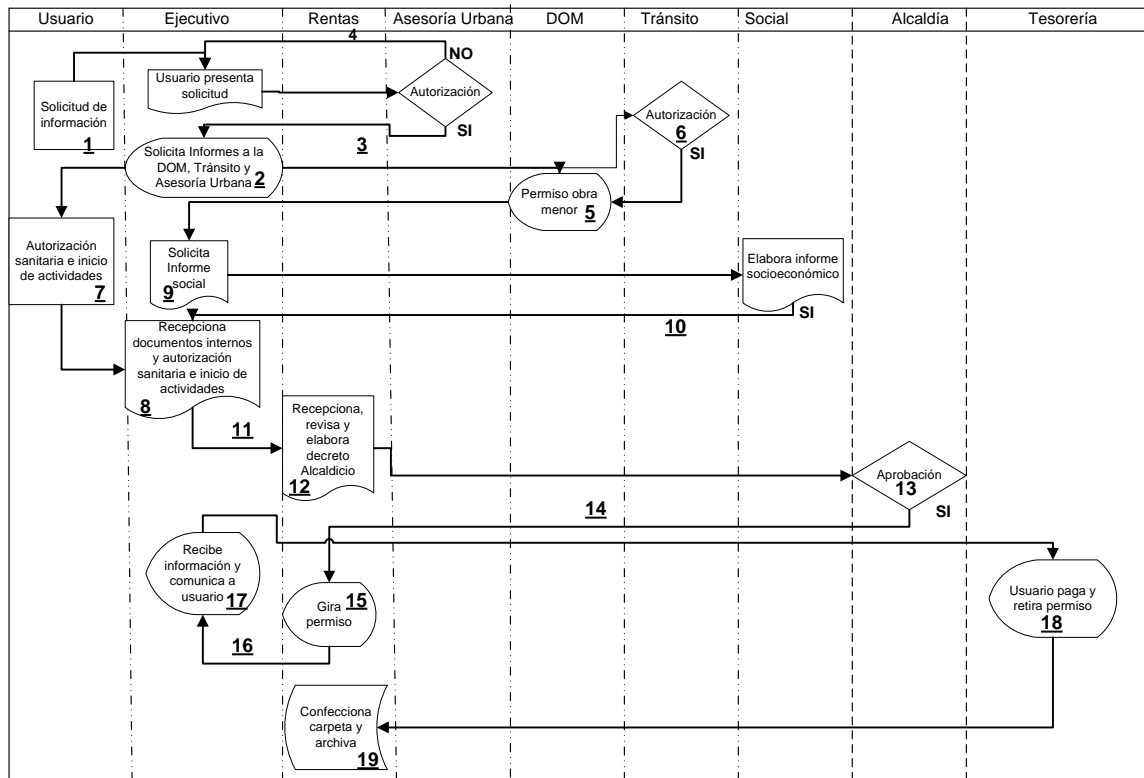 Usuario
Ejecutivo
Rentas
Asesoría Urbana
DOM
Tránsito
Social
Alcaldía
Tesorería
4
NO
Usuario presenta
solicitud
Autorización
SI
Solicitud de
información
1
Autorización
6
SI
3
Solicita Informes a la
DOM, Tránsito y
Asesoría Urbana 2
Permiso obra
menor 5
Autorización
sanitaria e inicio
de actividades
7
Solicita
Informe
social
9
Elabora informe
socioeconómico
SI
10
Recepciona
documentos internos
y autorización
sanitaria e inicio de
actividades
8
11
Recepciona,
revisa y
elabora
decreto
Alcaldicio
12
Aprobación
13
SI
14
Recibe
información y
comunica a
usuario 17
Gira 15
permiso
16
Usuario paga y
retira permiso
18
Confecciona
carpeta y
archiva
19